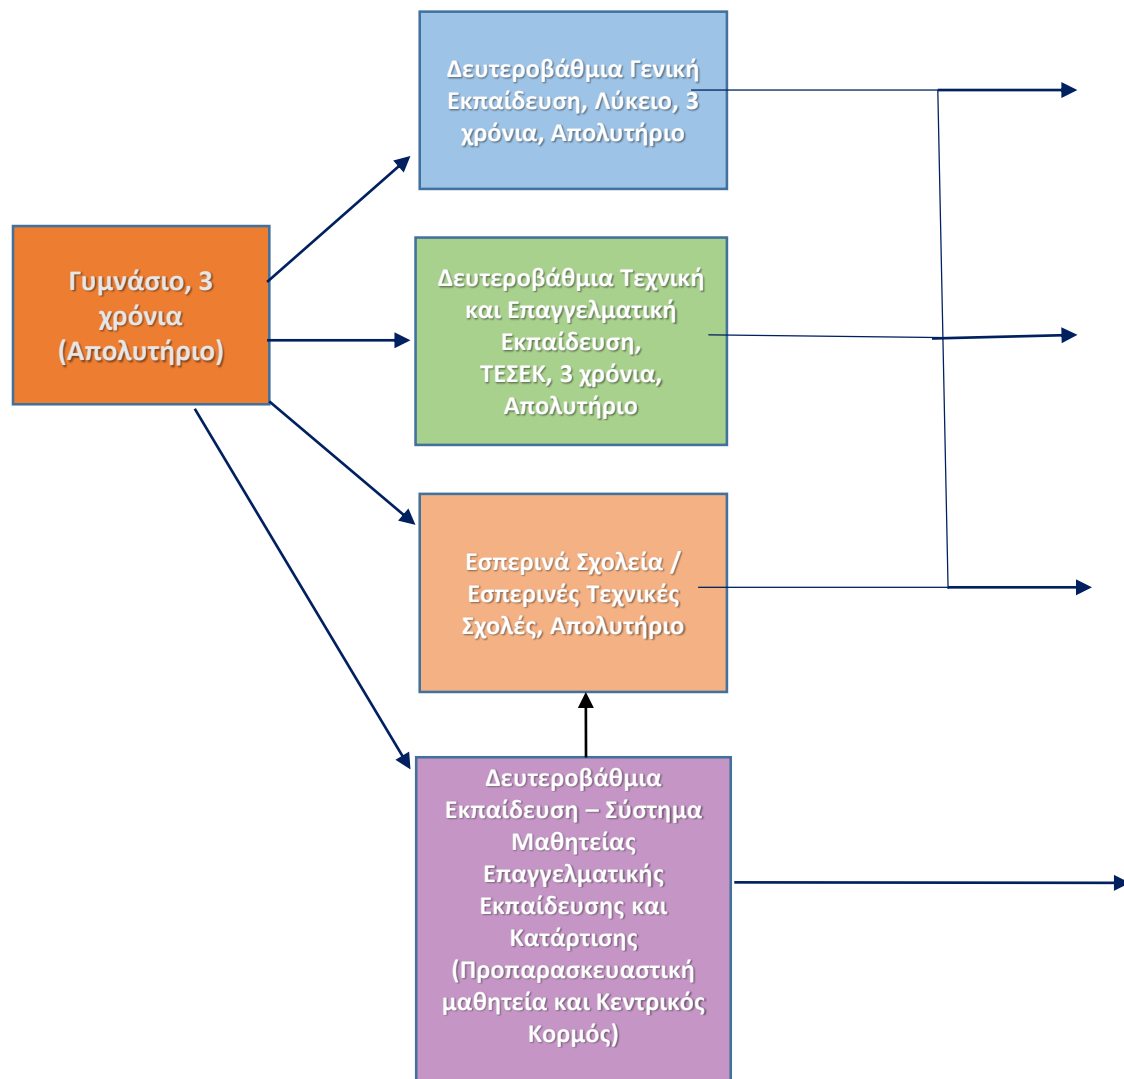 Δευτεροβάθμια Γενική
Εκπαίδευση, Λύκειο, 3
χρόνια, Απολυτήριο
Γυμνάσιο, 3
χρόνια
(Απολυτήριο)
Δευτεροβάθμια Τεχνική
και Επαγγελματική
Εκπαίδευση,
ΤΕΣΕΚ, 3 χρόνια,
Απολυτήριο
Εσπερινά Σχολεία /
Εσπερινές Τεχνικές
Σχολές, Απολυτήριο
Δευτεροβάθμια
Εκπαίδευση – Σύστημα
Μαθητείας
Επαγγελματικής
Εκπαίδευσης και
Κατάρτισης
(Προπαρασκευαστική
μαθητεία και Κεντρικός
Κορμός)